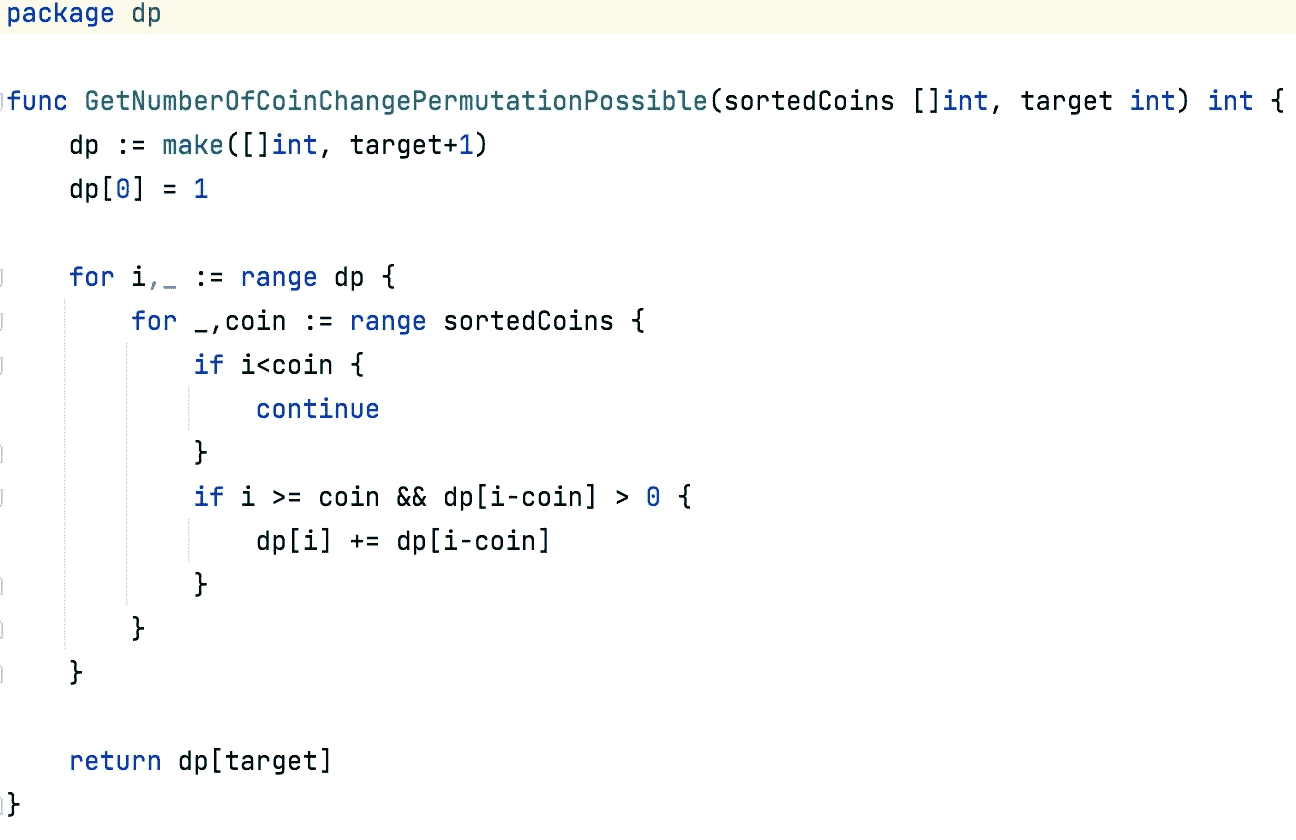 package dp
func GetNumberOfCoinChangePermutationPossible(sortedCoins []int, target int) int {
    dp := make([]int, target+1)
    dp[0] = 1
    for i,_ := range dp {
        for _,coin := range sortedCoins {
            if i<coin {
                continue
            }
            if i >= coin && dp[i-coin] > 0 {
                dp[i] += dp[i-coin]
            }
        }
    }
    return dp[target]
}